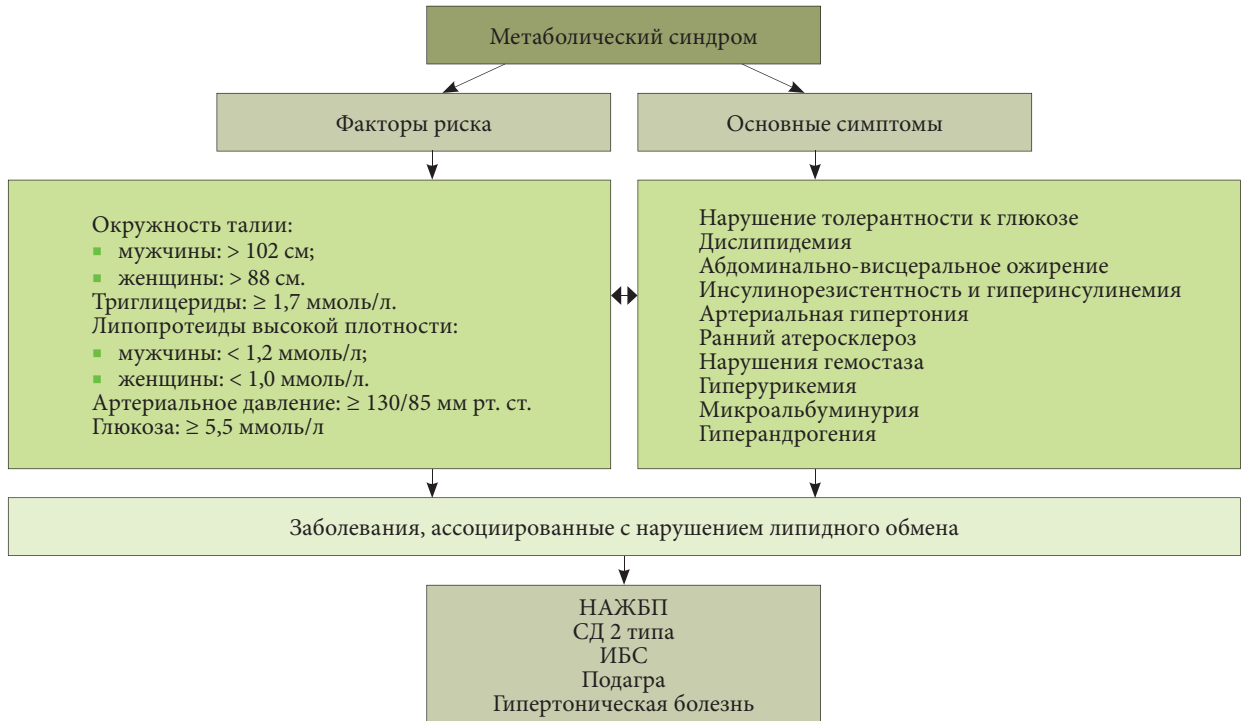 Метаболический синдром
Факторы риска
Основные симптомы
Окружность талии:
▪ мужчины: > 102 см;
▪ женщины: > 88 см.
Триглицериды: ≥ 1,7 ммоль/л.
Липопротеиды высокой плотности:
▪ мужчины: < 1,2 ммоль/л;
▪ женщины: < 1,0 ммоль/л.
Артериальное давление: ≥ 130/85 мм рт. ст.
Глюкоза: ≥ 5,5 ммоль/л
Нарушение толерантности к глюкозе
Дислипидемия
Абдоминально-висцеральное ожирение
Инсулинорезистентность и гиперинсулинемия
Артериальная гипертония
Ранний атеросклероз
Нарушения гемостаза
Гиперурикемия
Микроальбуминурия
Гиперандрогения
Заболевания, ассоциированные с нарушением липидного обмена
НАЖБП
СД 2 типа
ИБС
Подагра
Гипертоническая болезнь